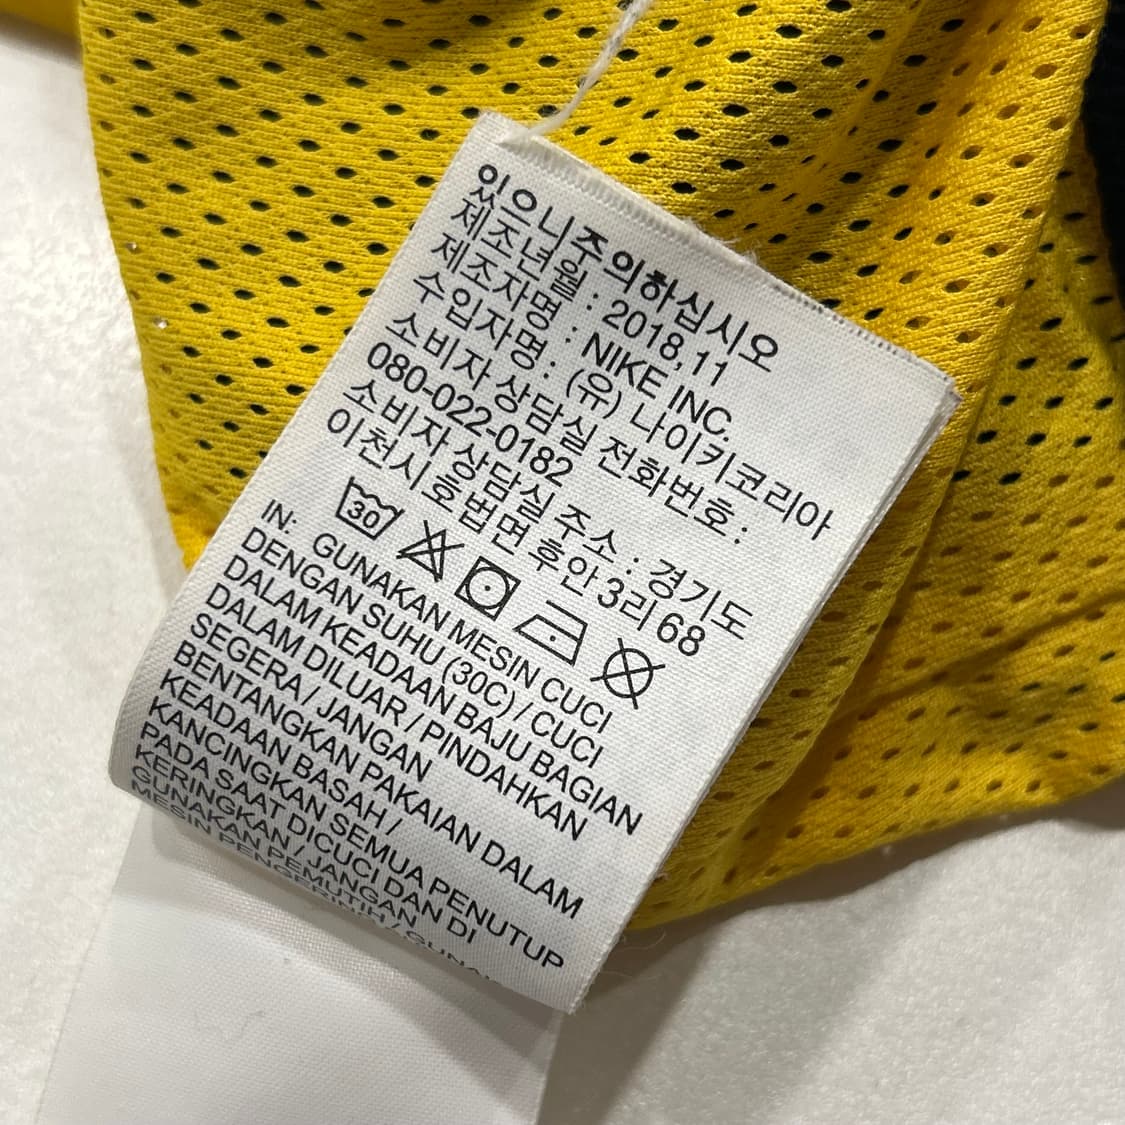 있으니주의하십시오
제조년월 : 2018.11
제조자명 : NIKE INC.
수입자명 : (유) 나이키코리아
소비자 상담실 전화번호 :
080-022-0182
소비자 상담실 주소 : 경기도
이천시호법면 후안 3리 68
30
IN: GUNAKAN MESIN CUCI
DENGAN SUHU (30C) / CUCI
DALAM KEADAAN BAJU BAGIAN
DALAM DILUAR / PINDAHKAN
SEGERA / JANGAN
BENTANGKAN PAKAIAN DALAM
KEADAAN BASAH /
KANCINGKAN SEMUA PENUTUP
PADA SAAT DICUCI DAN DI
KERINGKAN / JANGAN
GUNAKAN PEMUTIH / GUNA
MESIN PENGERIN